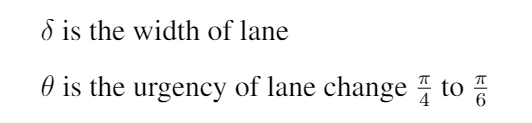 δ is the width of lane
θ is the urgency of lane change π/4 to π/6